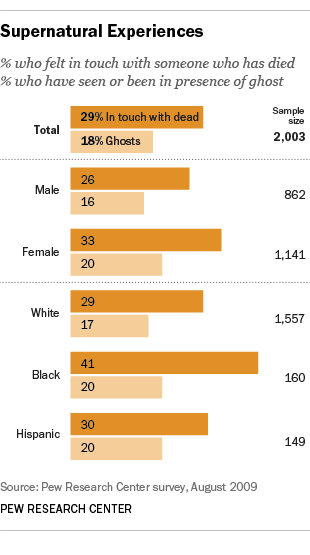 Supernatural Experiences
% who felt in touch with someone who has died
% who have seen or been in presence of ghost
Sample
size
Total
29% In touch with dead
18% Ghosts
2,003
Male
26
16
862
Female
33
20
1,141
White
29
17
1,557
Black
41
20
160
Hispanic
30
20
149
Source: Pew Research Center survey, August 2009
PEW RESEARCH CENTER